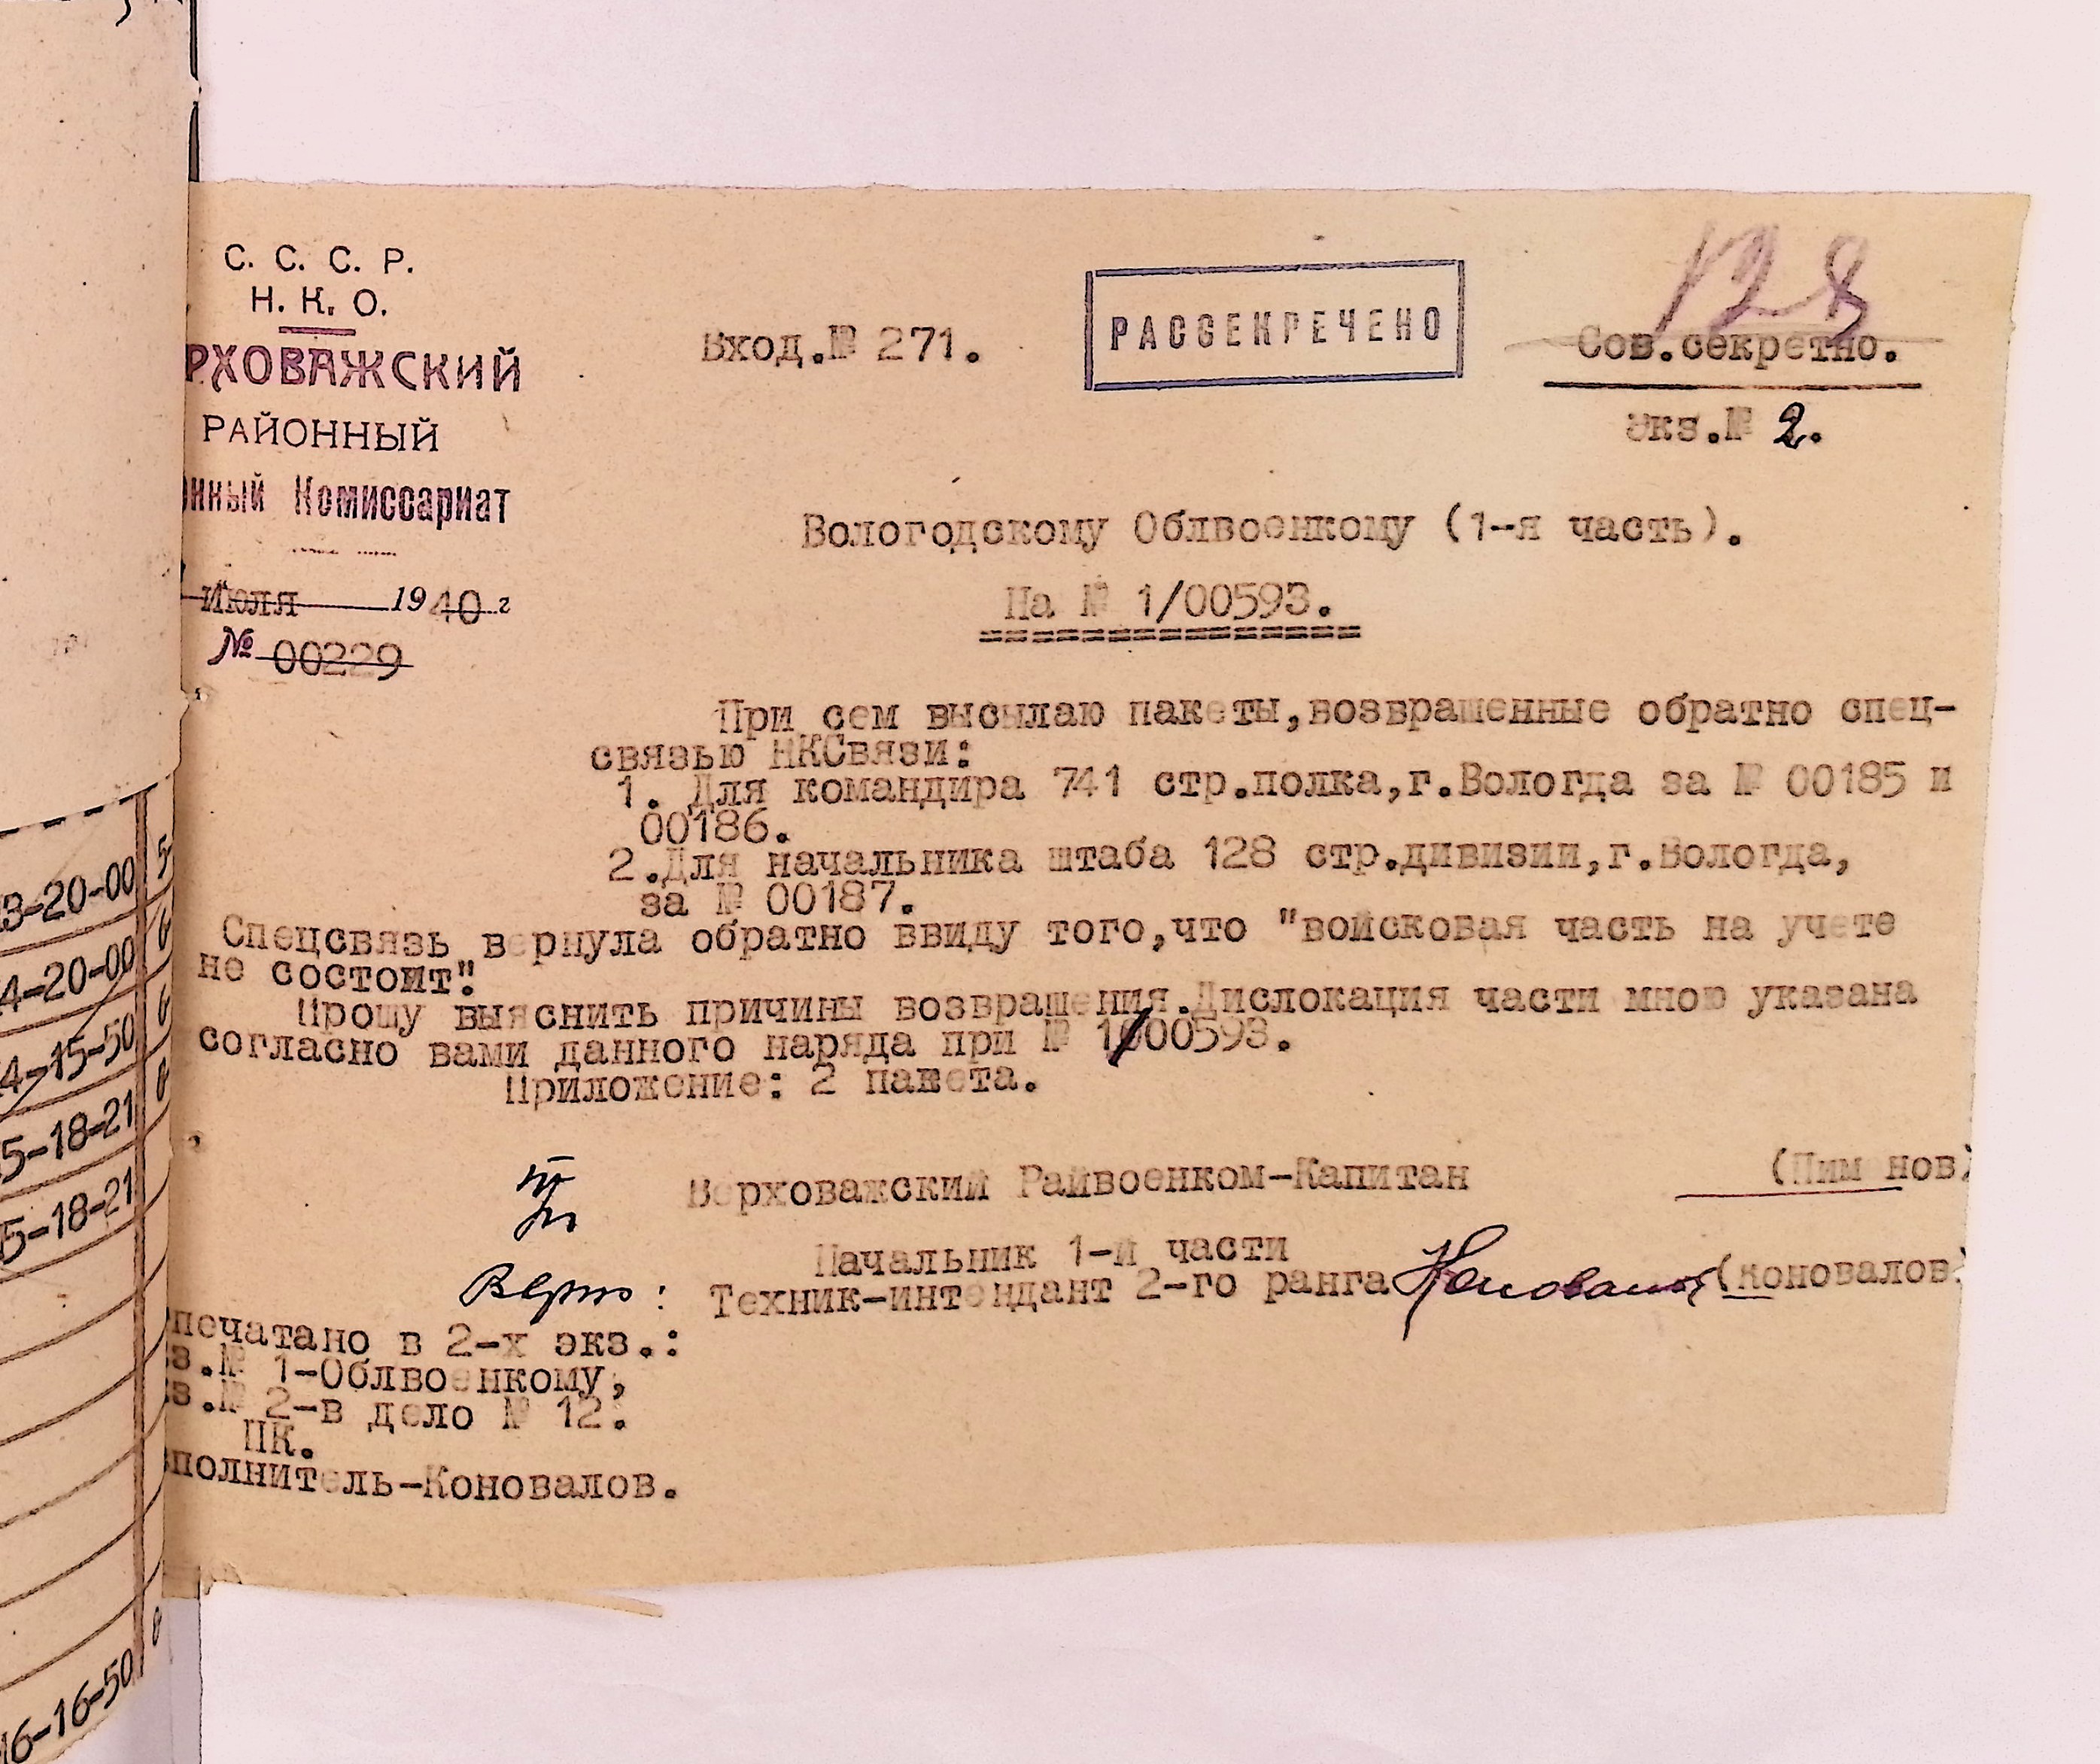 С. С. С. Р.
Н. К. О.
РХОВАЖСКИЙ
РАЙОННЫЙ
нный Комиссариат
Июля 1940 г
№ 00229
Вход.№ 271.
РАССЕКРЕЧЕНО
128
Сов.секретно.
экз.№ 2.
Вологодскому Облвоенкому (1-я часть).
На № 1/00593.
При сем высылаю пакеты,возвращенные обратно спец-
связью НКСвязи:
1. Для командира 741 стр.полка,г.Вологда за № 00185 и
00186.
2.Для начальника штаба 128 стр.дивизии,г.Вологда,
за № 00187.
Спецсвязь вернула обратно ввиду того,что "войсковая часть на учете
не состоит".
Прошу выяснить причины возвращения.Дислокация части мною указана
согласно вами данного наряда при № 1/00593.
Приложение: 2 пакета.
Верховажский Райвоенком-Капитан (Пименов)
Начальник 1-й части
Верно: Техник-интендант 2-го ранга Коновалов (Коновалов)
печатано в 2-х экз.:
з.№ 1-Облвоенкому,
з.№ 2-в дело № 12.
ПК.
полнитель-Коновалов.
3-20-00
4-20-00
4-15-50
5-18-21
5-18-21
16-16-50